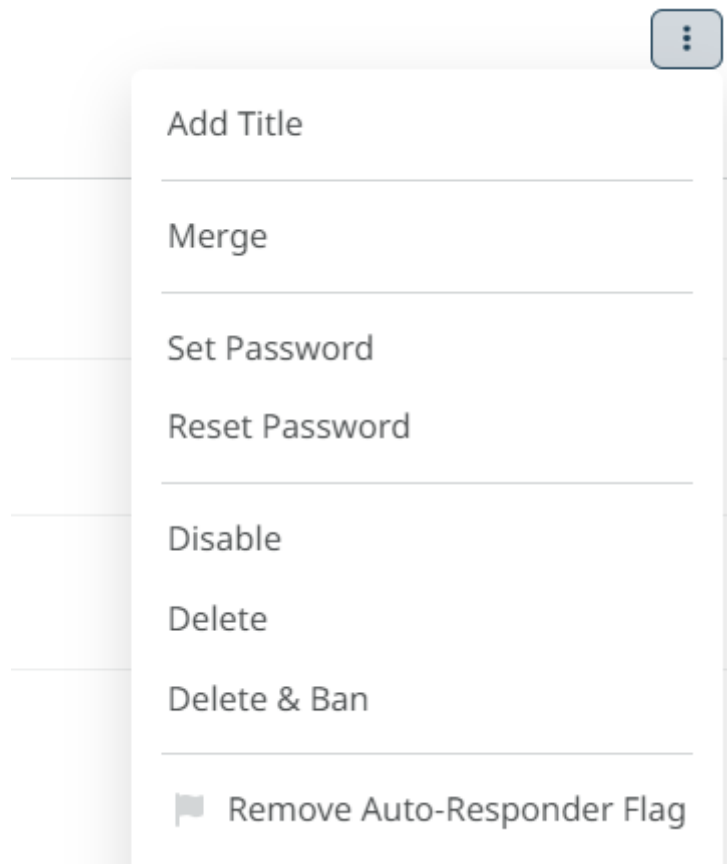 Add Title
Merge
Set Password
Reset Password
Disable
Delete
Delete & Ban
Remove Auto-Responder Flag